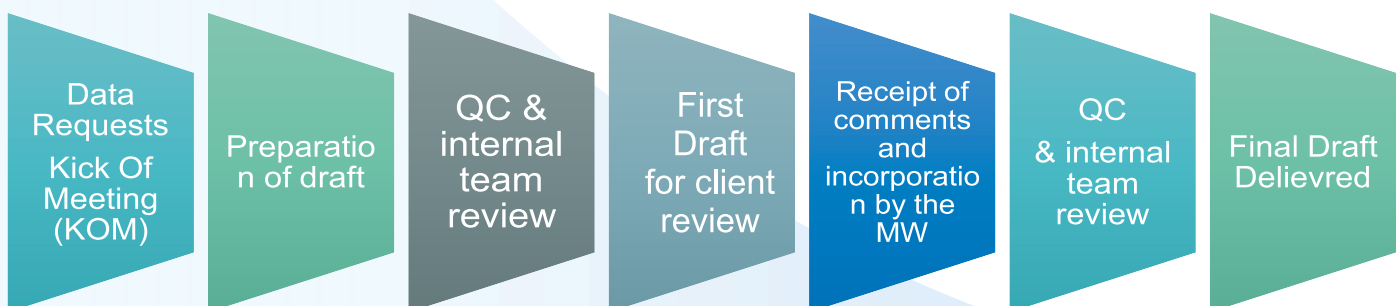 Data
Requests
Kick Of
Meeting
(KOM)
Preparatio
n of draft
QC &
internal
team
review
First
Draft
for client
review
Receipt of
comments
and
incorporatio
n by the
MW
QC
& internal
team
review
Final Draft
Delievred